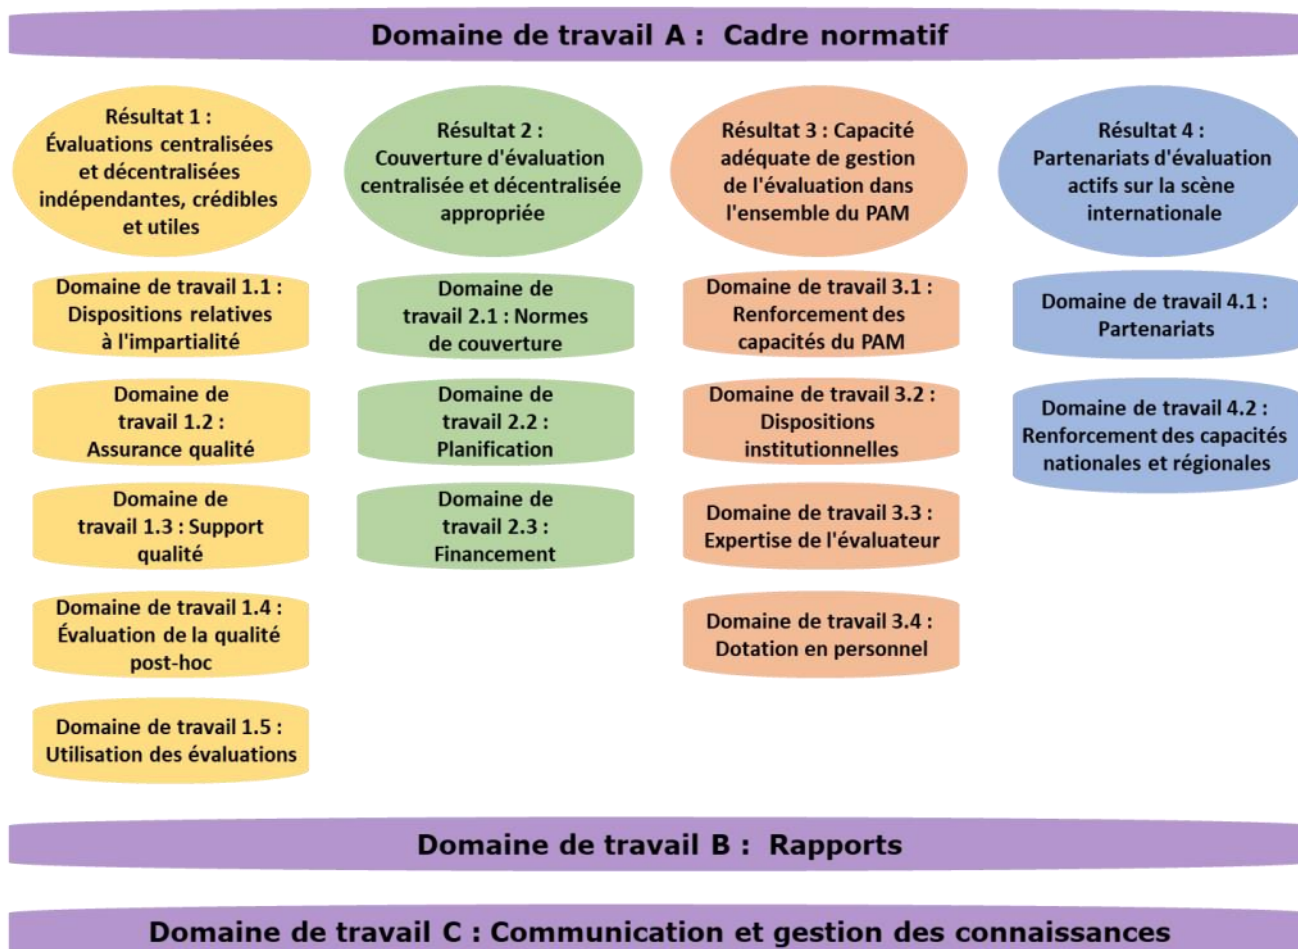 Domaine de travail A :  Cadre normatif
Résultat 1 :
Évaluations centralisées
et décentralisées
indépendantes, crédibles
et utiles
Domaine de travail 1.1 :
Dispositions relatives
à l'impartialité
Domaine de
travail 1.2 :
Assurance qualité
Domaine de
travail 1.3 : Support
qualité
Domaine de travail 1.4 :
Évaluation de la qualité
post-hoc
Domaine de travail 1.5 :
Utilisation des évaluations
Résultat 2 :
Couverture d'évaluation
centralisée et décentralisée
appropriée
Domaine de
travail 2.1 : Normes
de couverture
Domaine de
travail 2.2 :
Planification
Domaine de
travail 2.3 :
Financement
Résultat 3 : Capacité
adéquate de gestion
de l'évaluation dans
l'ensemble du PAM
Domaine de travail 3.1 :
Renforcement des
capacités du PAM
Domaine de travail 3.2 :
Dispositions
institutionnelles
Domaine de travail 3.3 :
Expertise de l'évaluateur
Domaine de travail 3.4 :
Dotation en personnel
Résultat 4 :
Partenariats d'évaluation
actifs sur la scène
internationale
Domaine de travail 4.1 :
Partenariats
Domaine de travail 4.2 :
Renforcement des capacités
nationales et régionales
Domaine de travail B :  Rapports
Domaine de travail C : Communication et gestion des connaissances